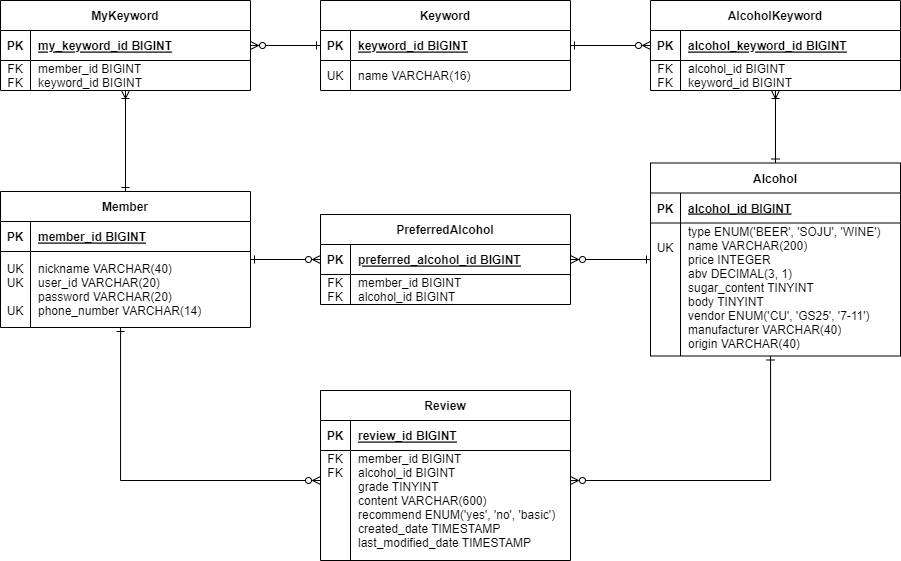 MyKeyword
PK my_keyword_id BIGINT
FK member_id BIGINT
FK keyword_id BIGINT
Keyword
PK keyword_id BIGINT
UK name VARCHAR(16)
AlcoholKeyword
PK alcohol_keyword_id BIGINT
FK alcohol_id BIGINT
FK keyword_id BIGINT
Member
PK member_id BIGINT
UK nickname VARCHAR(40)
UK user_id VARCHAR(20)
password VARCHAR(20)
UK phone_number VARCHAR(14)
PreferredAlcohol
PK preferred_alcohol_id BIGINT
FK member_id BIGINT
FK alcohol_id BIGINT
Alcohol
PK alcohol_id BIGINT
type ENUM('BEER', 'SOJU', 'WINE')
UK name VARCHAR(200)
price INTEGER
abv DECIMAL(3, 1)
sugar_content TINYINT
body TINYINT
vendor ENUM('CU', 'GS25', '7-11')
manufacturer VARCHAR(40)
origin VARCHAR(40)
Review
PK review_id BIGINT
FK member_id BIGINT
FK alcohol_id BIGINT
grade TINYINT
content VARCHAR(600)
recommend ENUM('yes', 'no', 'basic')
created_date TIMESTAMP
last_modified_date TIMESTAMP